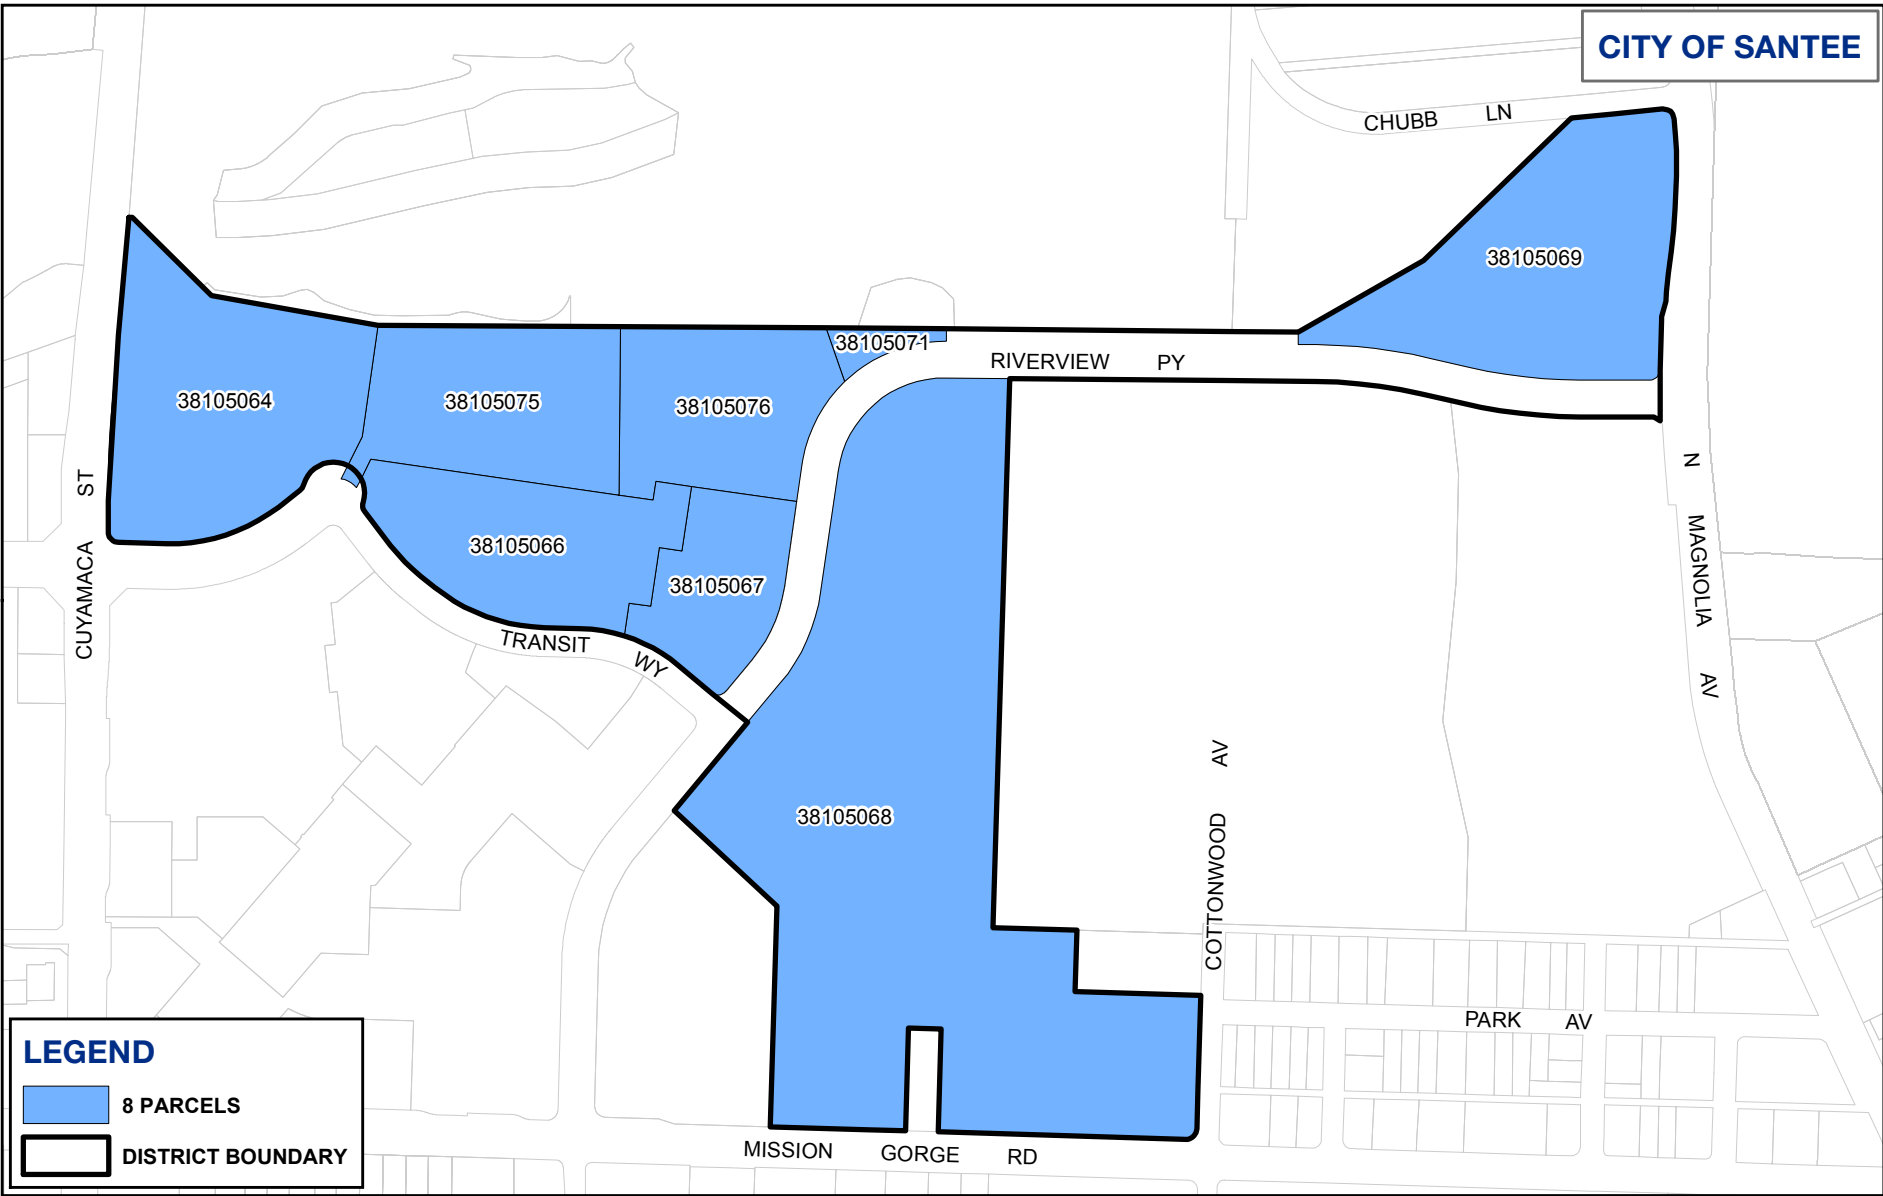 CITY OF SANTEE
CHUBB LN
38105069
38105071
RIVERVIEW PY
38105064
38105075
38105076
CUYAMACA ST
38105066
38105067
N MAGNOLIA AV
TRANSIT WY
38105068
COTTONWOOD AV
PARK AV
MISSION GORGE RD
LEGEND
8 PARCELS
DISTRICT BOUNDARY